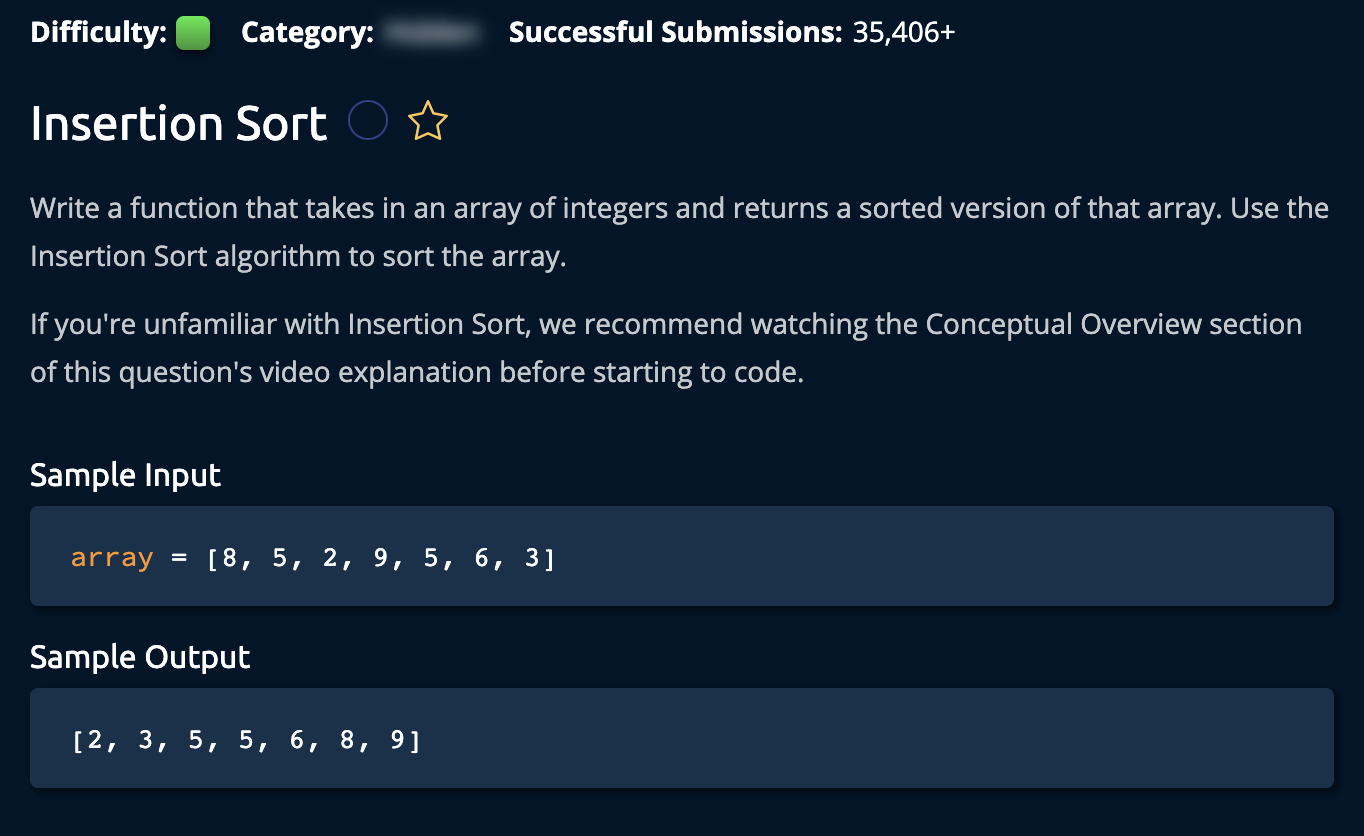 Difficulty: Category: Successful Submissions: 35,406+
Insertion Sort
Write a function that takes in an array of integers and returns a sorted version of that array. Use the
Insertion Sort algorithm to sort the array.
If you're unfamiliar with Insertion Sort, we recommend watching the Conceptual Overview section
of this question's video explanation before starting to code.
Sample Input
array = [8, 5, 2, 9, 5, 6, 3]
Sample Output
[2, 3, 5, 5, 6, 8, 9]